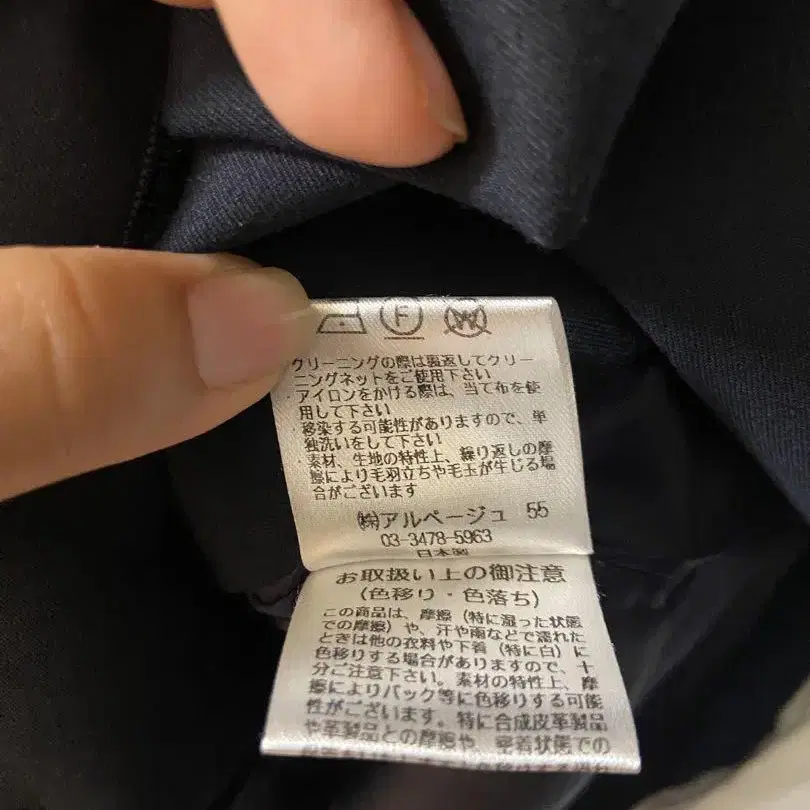 F W
・クリーニングの際は裏返してクリー
ニングネットをご使用下さい
・アイロンをかける際は、当て布を使
用して下さい
・移染する可能性がありますので、単
独洗いをして下さい
・素材、生地の特性上、繰り返しの摩
擦により毛羽立ちや毛玉が生じる場
合がございます
㈱アルページュ 55
03-3478-5963
日本製
お取扱い上の御注意
(色移り・色落ち)
この商品は、摩擦(特に湿った状態
での摩擦)や、汗や雨などで濡れた
ときは他の衣料や下着(特に白)に
色移りする場合がありますので、十
分ご注意下さい。素材の特性上、摩
擦によりバック等に色移りする可能
性がございます。特に合成皮革製品
や革製品との摩擦や、密着状態での